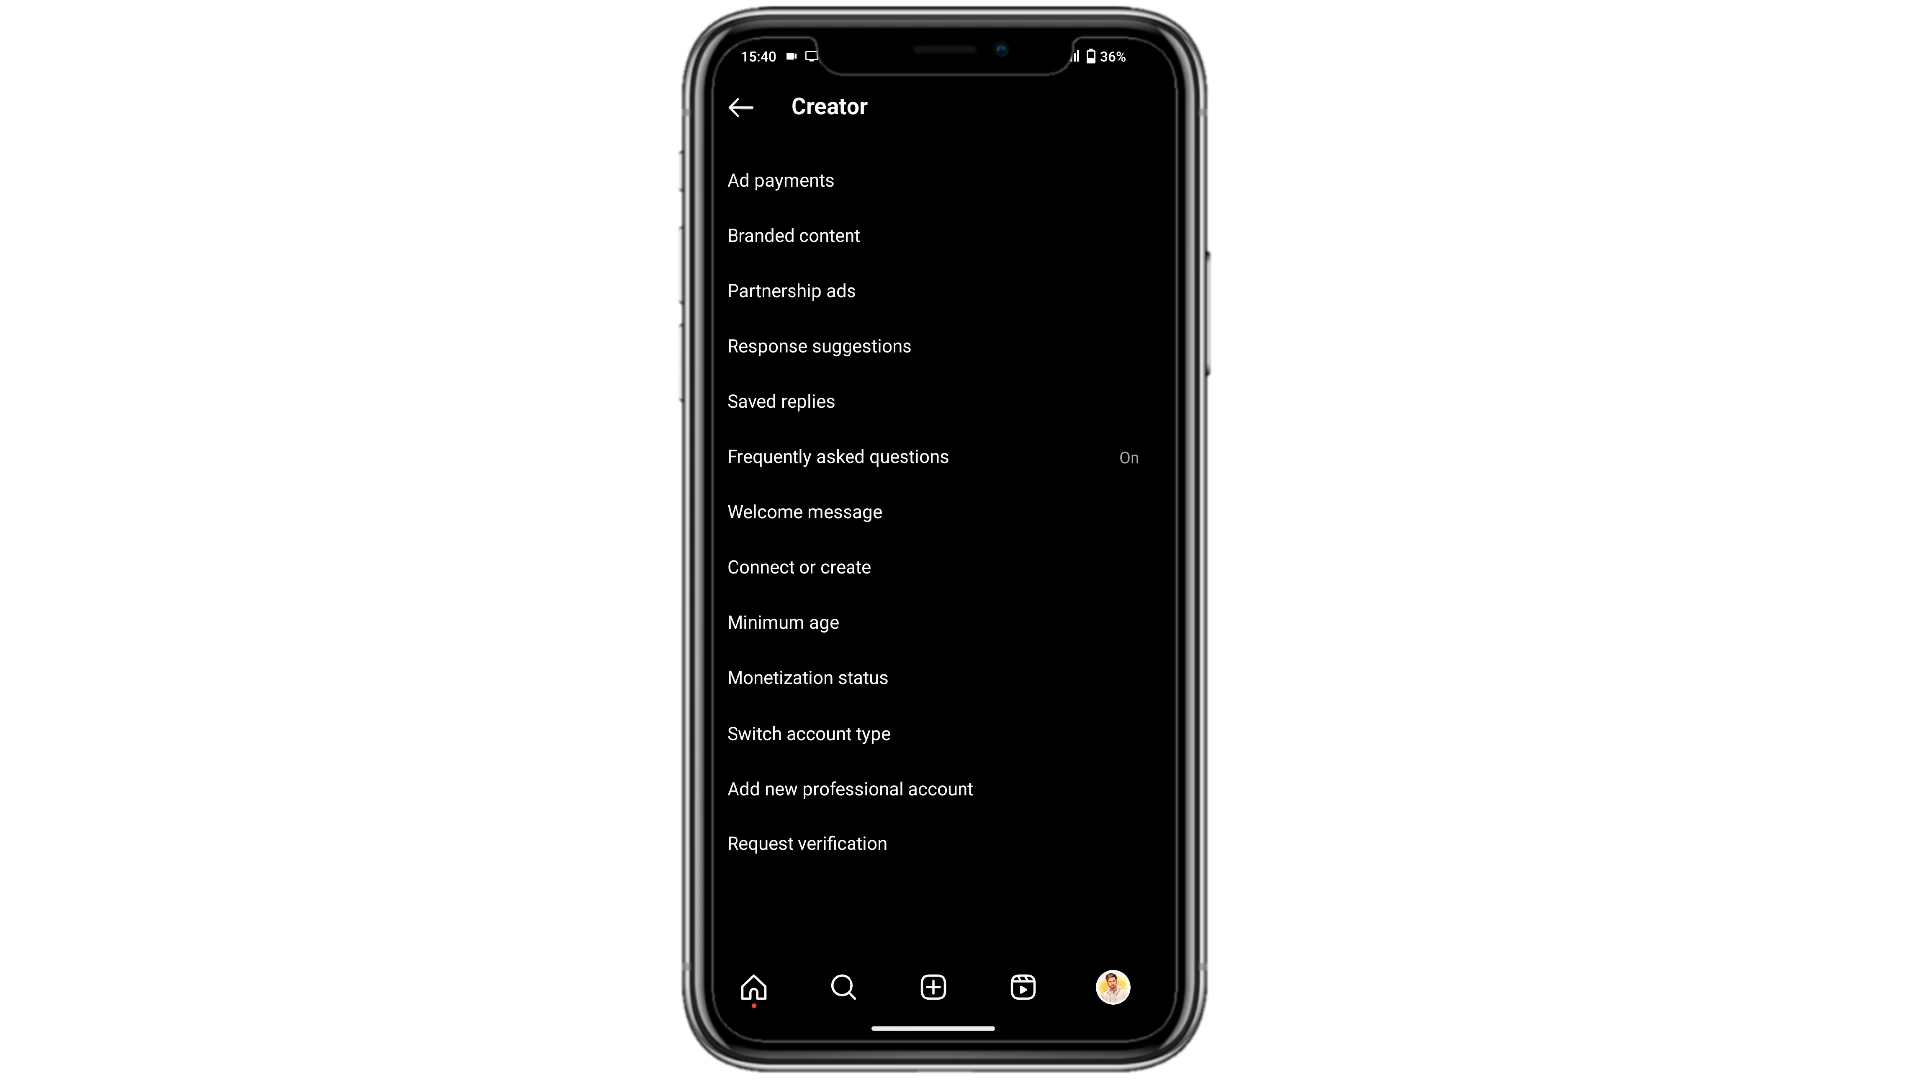 15:40
36%
Creator
Ad payments
Branded content
Partnership ads
Response suggestions
Saved replies
Frequently asked questions On
Welcome message
Connect or create
Minimum age
Monetization status
Switch account type
Add new professional account
Request verification